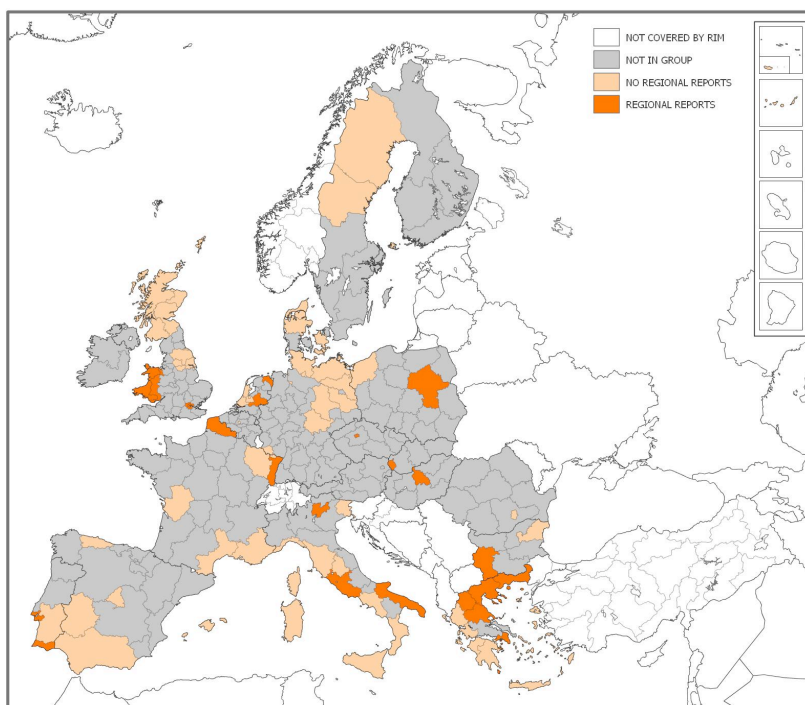 NOT COVERED BY RIM
NOT IN GROUP
NO REGIONAL REPORTS
REGIONAL REPORTS